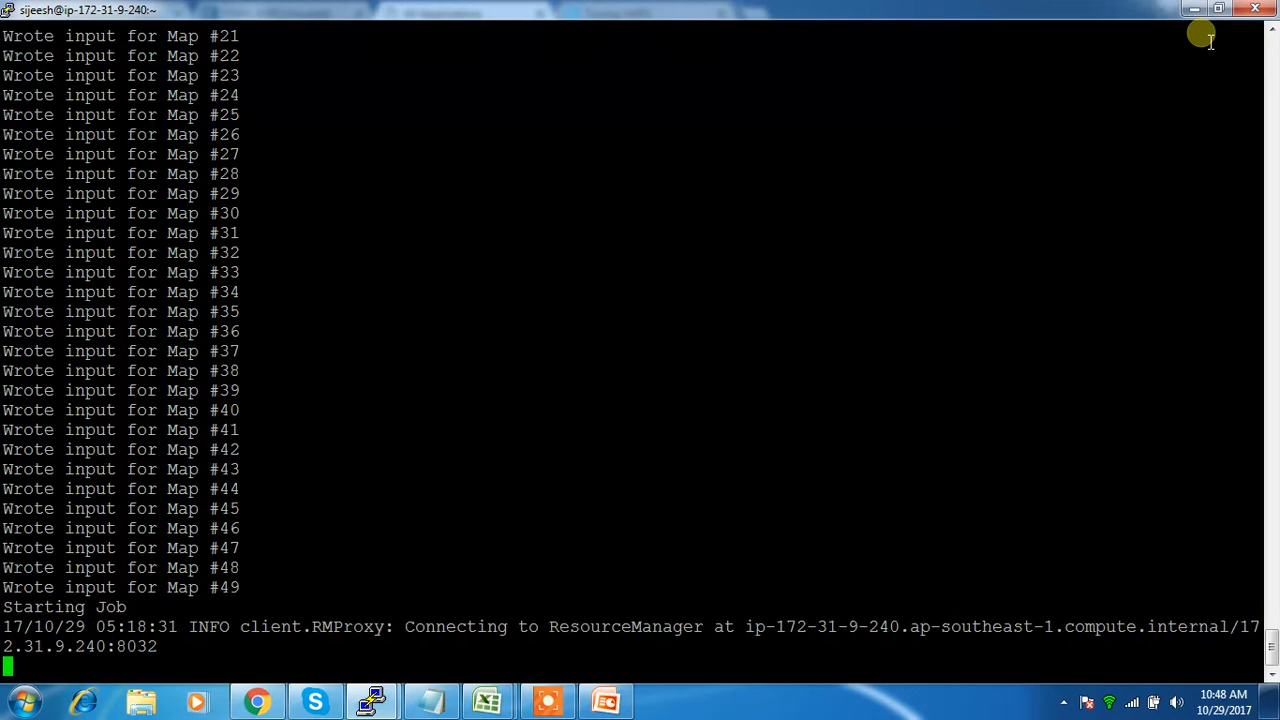 sijeesh@ip-172-31-9-240:~
Wrote input for Map #21
Wrote input for Map #22
Wrote input for Map #23
Wrote input for Map #24
Wrote input for Map #25
Wrote input for Map #26
Wrote input for Map #27
Wrote input for Map #28
Wrote input for Map #29
Wrote input for Map #30
Wrote input for Map #31
Wrote input for Map #32
Wrote input for Map #33
Wrote input for Map #34
Wrote input for Map #35
Wrote input for Map #36
Wrote input for Map #37
Wrote input for Map #38
Wrote input for Map #39
Wrote input for Map #40
Wrote input for Map #41
Wrote input for Map #42
Wrote input for Map #43
Wrote input for Map #44
Wrote input for Map #45
Wrote input for Map #46
Wrote input for Map #47
Wrote input for Map #48
Wrote input for Map #49
Starting Job
17/10/29 05:18:31 INFO client.RMProxy: Connecting to ResourceManager at ip-172-31-9-240.ap-southeast-1.compute.internal/17
2.31.9.240:8032
10:48 AM
10/29/2017